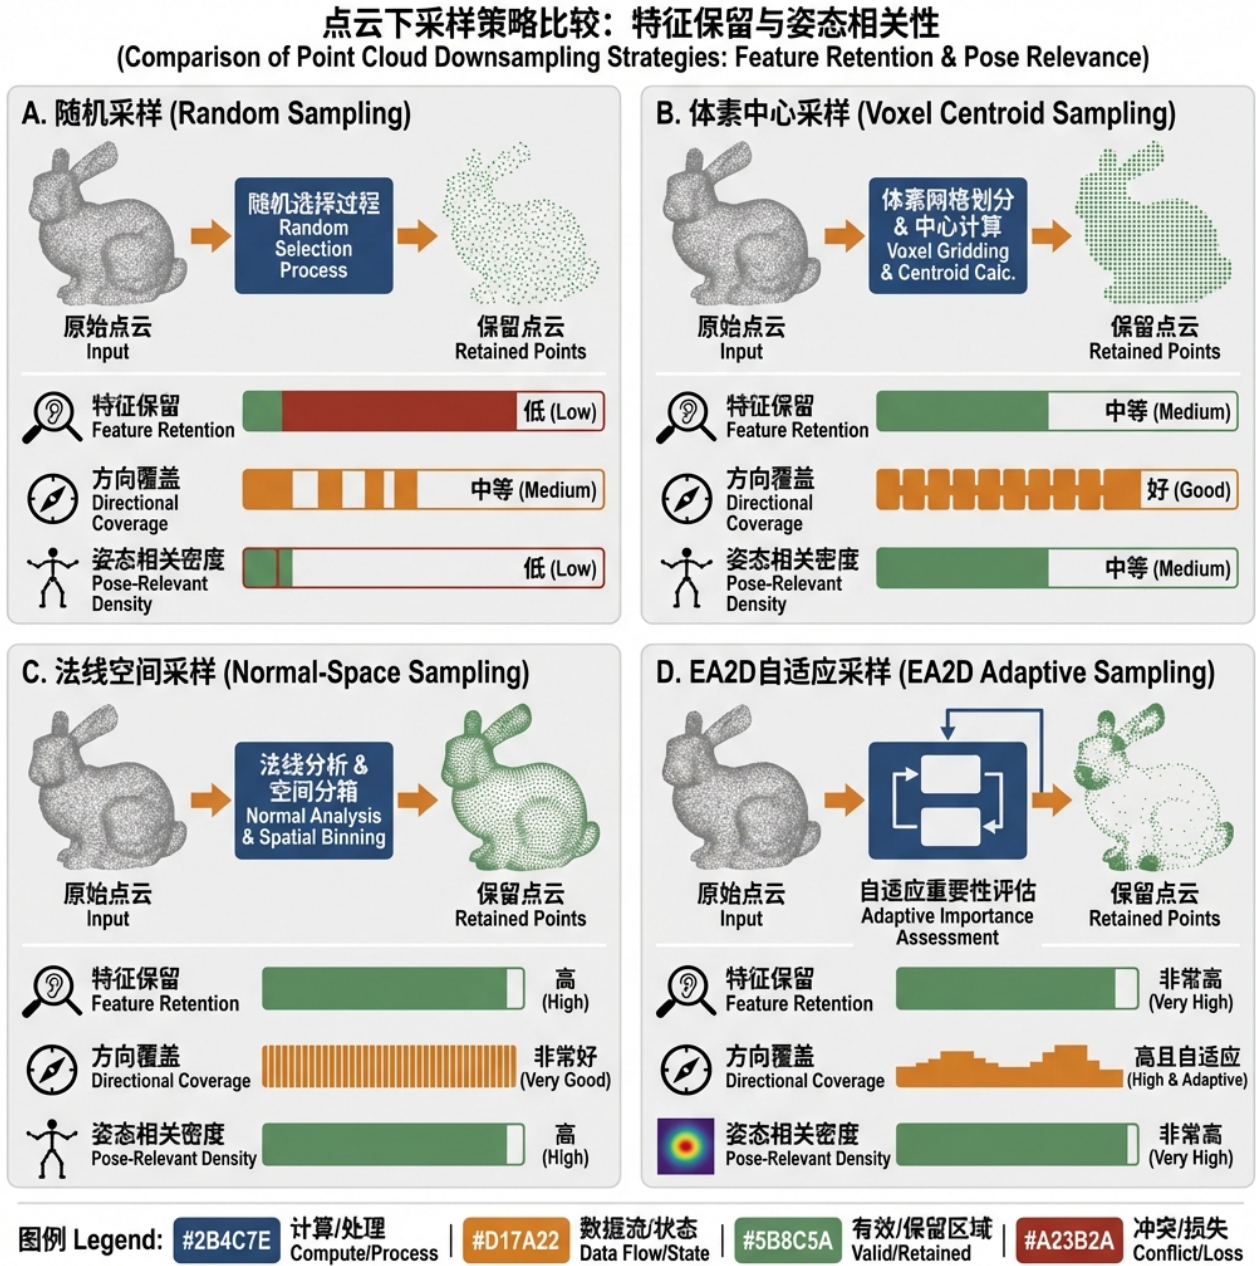 点云下采样策略比较：特征保留与姿态相关性
(Comparison of Point Cloud Downsampling Strategies: Feature Retention & Pose Relevance)
A. 随机采样 (Random Sampling)
随机选择过程
Random
Selection
Process
原始点云
Input
保留点云
Retained Points
特征保留
Feature Retention
低 (Low)
方向覆盖
Directional
Coverage
中等 (Medium)
姿态相关密度
Pose-Relevant
Density
低 (Low)
B. 体素中心采样 (Voxel Centroid Sampling)
体素网格划分
& 中心计算
Voxel Gridding
& Centroid Calc.
原始点云
Input
保留点云
Retained Points
特征保留
Feature Retention
中等 (Medium)
方向覆盖
Directional
Coverage
好 (Good)
姿态相关密度
Pose-Relevant
Density
中等 (Medium)
C. 法线空间采样 (Normal-Space Sampling)
法线分析 &
空间分箱
Normal Analysis
& Spatial Binning
原始点云
Input
保留点云
Retained Points
特征保留
Feature Retention
高
(High)
方向覆盖
Directional Coverage
非常好
(Very Good)
姿态相关密度
Pose-Relevant Density
高
(High)
D. EA2D自适应采样 (EA2D Adaptive Sampling)
原始点云
Input
自适应重要性评估
Adaptive Importance
Assessment
保留点云
Retained Points
特征保留
Feature Retention
非常高
(Very High)
方向覆盖
Directional Coverage
高且自适应
(High & Adaptive)
姿态相关密度
Pose-Relevant Density
非常高
(Very High)
图例 Legend:
#2B4C7E
计算/处理
Compute/Process
#D17A22
数据流/状态
Data Flow/State
#5B8C5A
有效/保留区域
Valid/Retained
#A23B2A
冲突/损失
Conflict/Loss